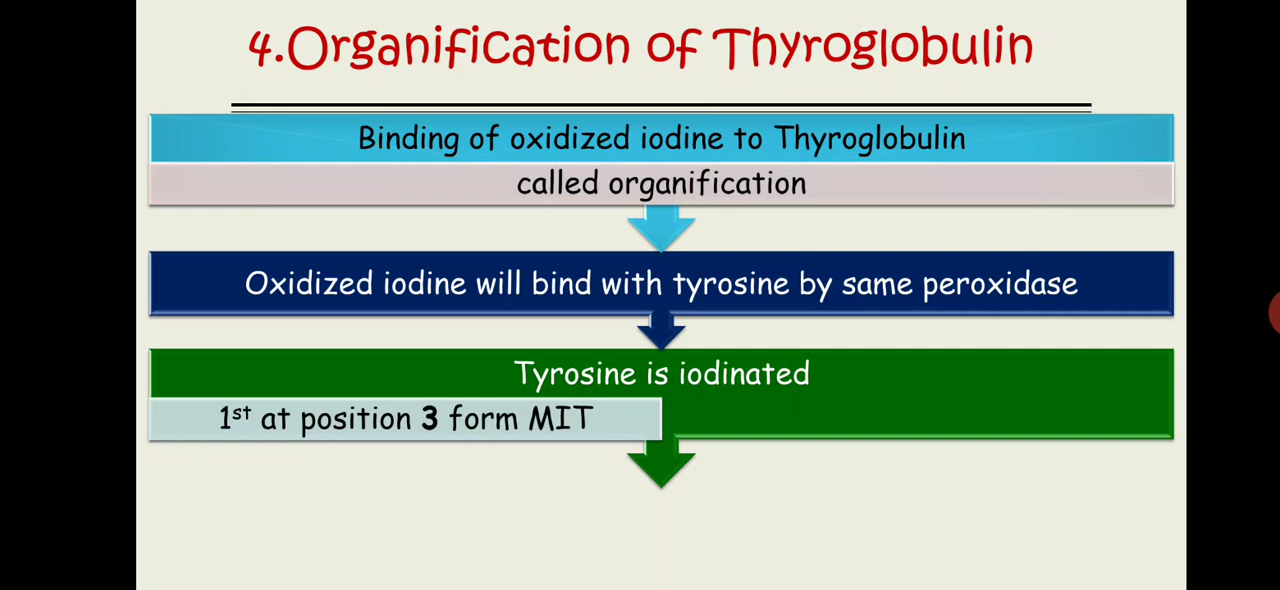 4.Organification of Thyroglobulin
Binding of oxidized iodine to Thyroglobulin
called organification
Oxidized iodine will bind with tyrosine by same peroxidase
Tyrosine is iodinated
1st at position 3 form MIT